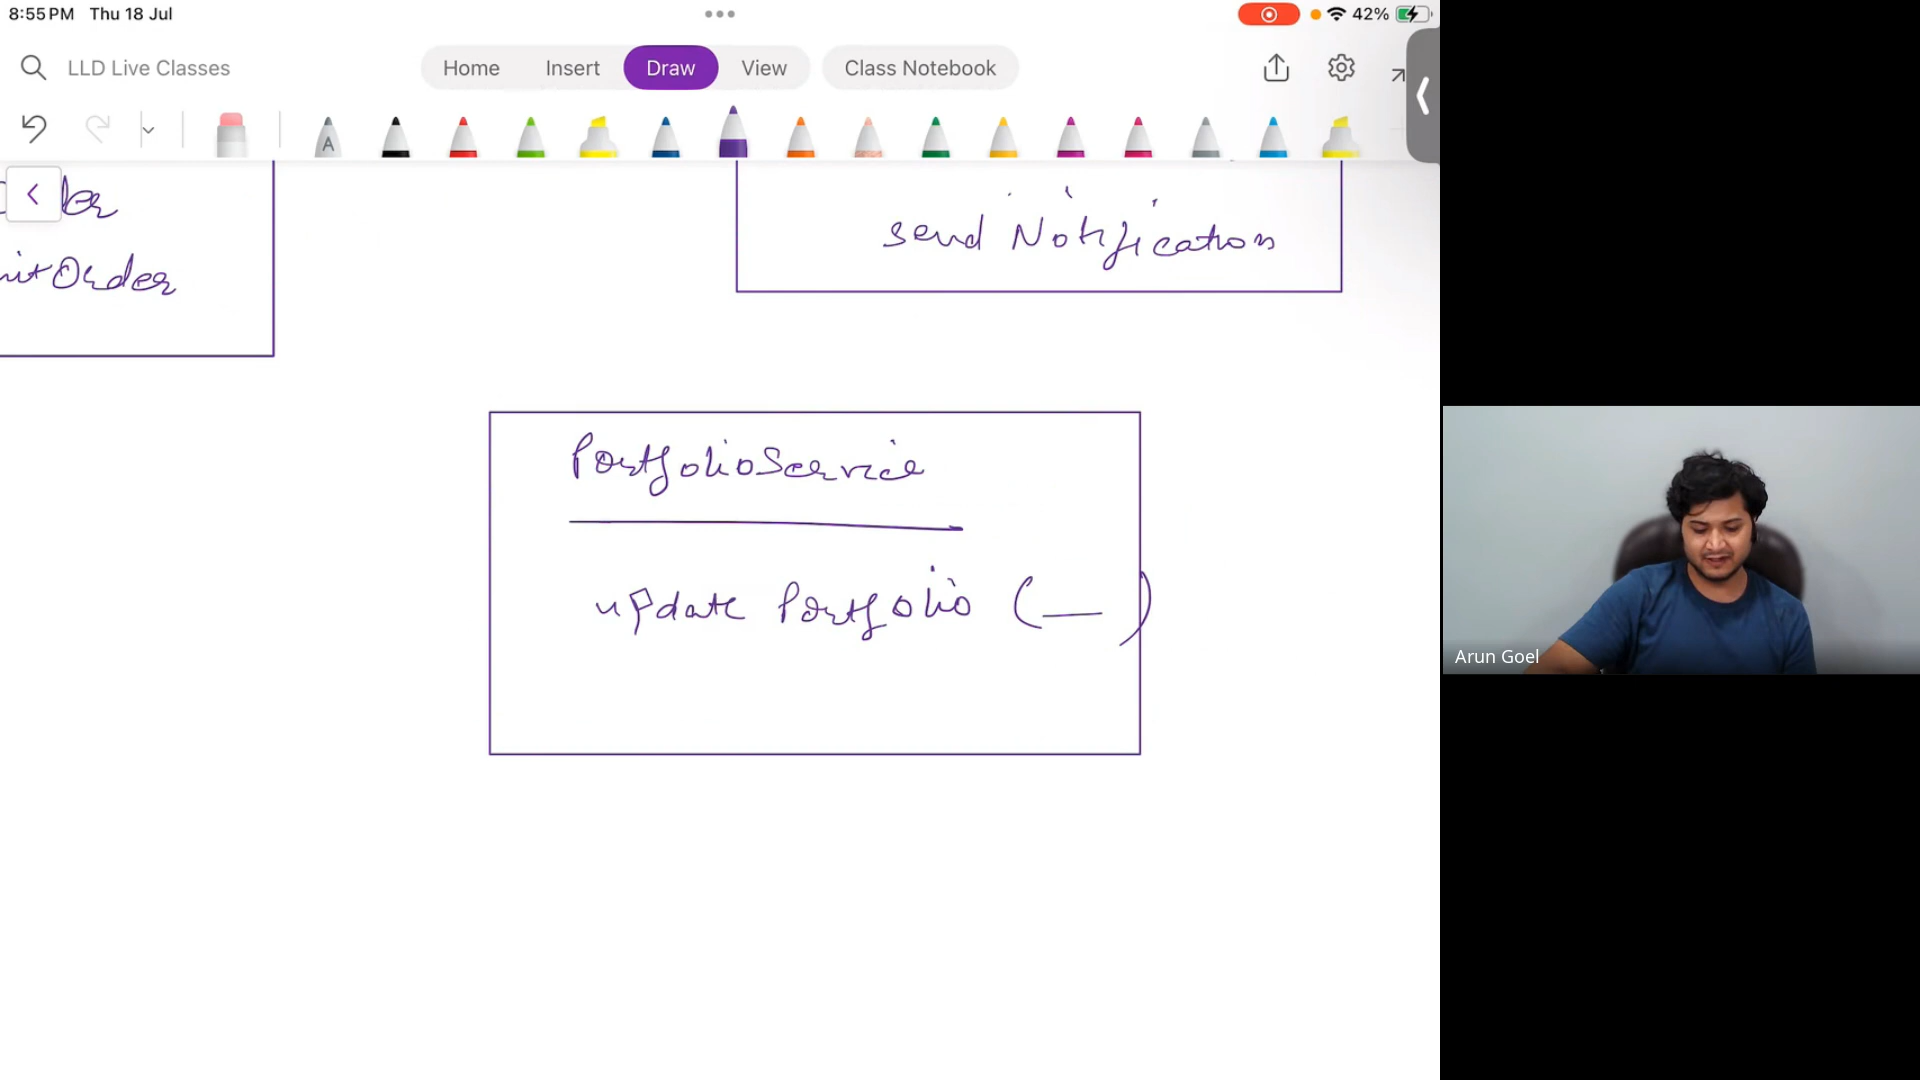 8:55 PM Thu 18 Jul
42%
LLD Live Classes
Home Insert Draw View Class Notebook
A
send Notification
PortfolioService
update Portfolio (__)
Arun Goel